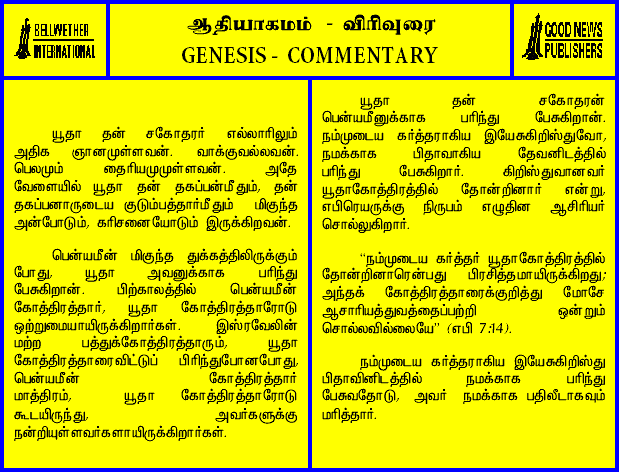 BELLWETHER
INTERNATIONAL
ஆதியாகமம் - விரிவுரை
GENESIS - COMMENTARY
GOOD NEWS
PUBLISHERS
யூதா தன் சகோதரர் எல்லாரிலும்
அதிக ஞானமுள்ளவன். வாக்குவல்லவன்.
பெலமும் தைரியமுமுள்ளவன். அதே
வேளையில் யூதா தன் தகப்பன்மீதும், தன்
தகப்பனாருடைய குடும்பத்தார்மீதும் மிகுந்த
அன்போடும், கரிசனையோடும் இருக்கிறவன்.
பென்யமீன் மிகுந்த துக்கத்திலிருக்கும்
போது, யூதா அவனுக்காக பரிந்து
பேசுகிறான். பிற்காலத்தில் பென்யமீன்
கோத்திரத்தார், யூதா கோத்திரத்தாரோடு
ஒற்றுமையாயிருக்கிறார்கள். இஸ்ரவேலின்
மற்ற பத்துக்கோத்திரத்தாரும், யூதா
கோத்திரத்தாரைவிட்டுப் பிரிந்துபோனபோது,
பென்யமீன் கோத்திரத்தார்
மாத்திரம், யூதா கோத்திரத்தாரோடு
கூடயிருந்து, அவர்களுக்கு
நன்றியுள்ளவர்களாயிருக்கிறார்கள்.
யூதா தன் சகோதரன்
பென்யமீனுக்காக பரிந்து பேசுகிறான்.
நம்முடைய கர்த்தராகிய இயேசுகிறிஸ்துவோ,
நமக்காக பிதாவாகிய தேவனிடத்தில்
பரிந்து பேசுகிறார். கிறிஸ்துவானவர்
யூதாகோத்திரத்தில் தோன்றினார் என்று,
எபிரெயருக்கு நிருபம் எழுதின ஆசிரியர்
சொல்லுகிறார்.
“நம்முடைய கர்த்தர் யூதாகோத்திரத்தில்
தோன்றினாரென்பது பிரசித்தமாயிருக்கிறது;
அந்தக் கோத்திரத்தாரைக்குறித்து மோசே
ஆசாரியத்துவத்தைப்பற்றி ஒன்றும்
சொல்லவில்லையே” (எபி 7:14).
நம்முடைய கர்த்தராகிய இயேசுகிறிஸ்து
பிதாவினிடத்தில் நமக்காக பரிந்து
பேசுவதோடு, அவர் நமக்காக பதிலீடாகவும்
மரித்தார்.